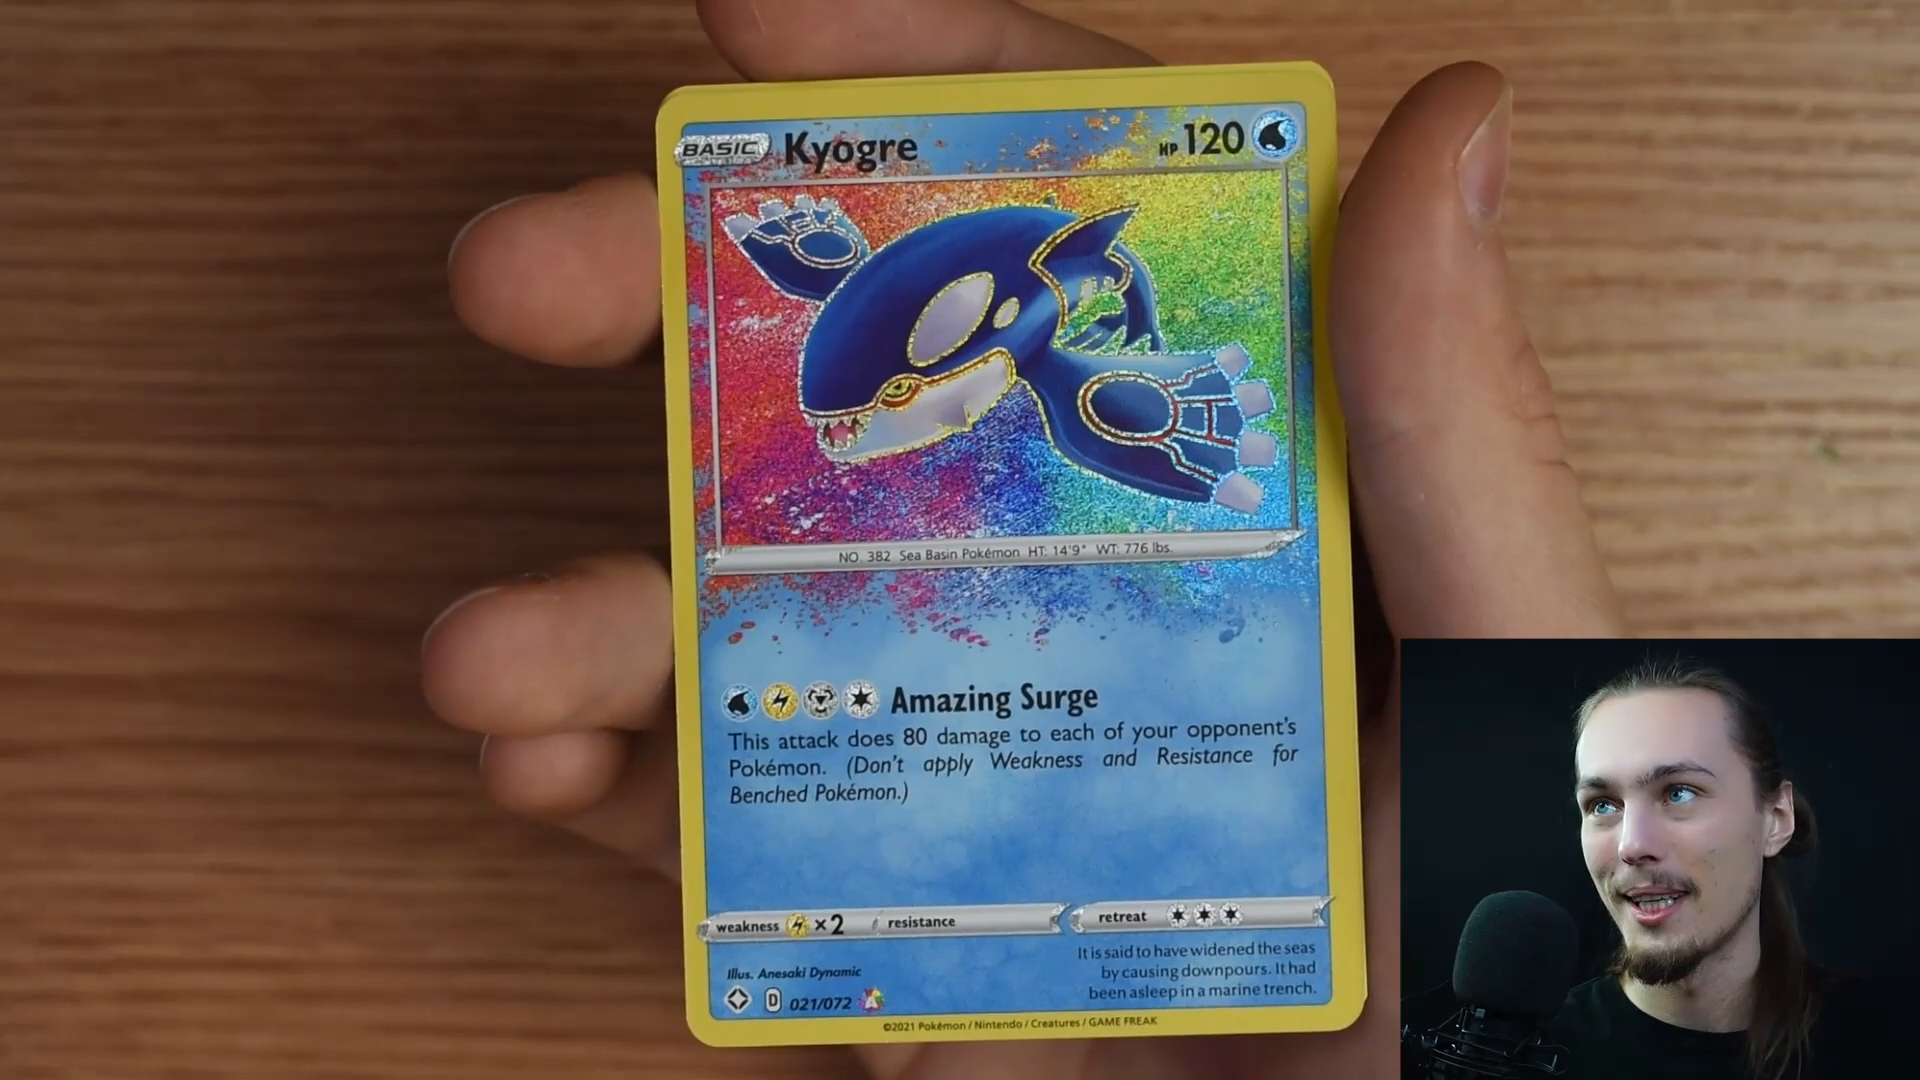 BASIC Kyogre HP 120
NO. 382 Sea Basin Pokémon HT: 14'9" WT: 776 lbs.
Amazing Surge
This attack does 80 damage to each of your opponent's
Pokémon. (Don't apply Weakness and Resistance for
Benched Pokémon.)
weakness ×2 resistance retreat
It is said to have widened the seas
by causing downpours. It had
been asleep in a marine trench.
Illus. Anesaki Dynamic
D 021/072 A
©2021 Pokémon / Nintendo / Creatures / GAME FREAK